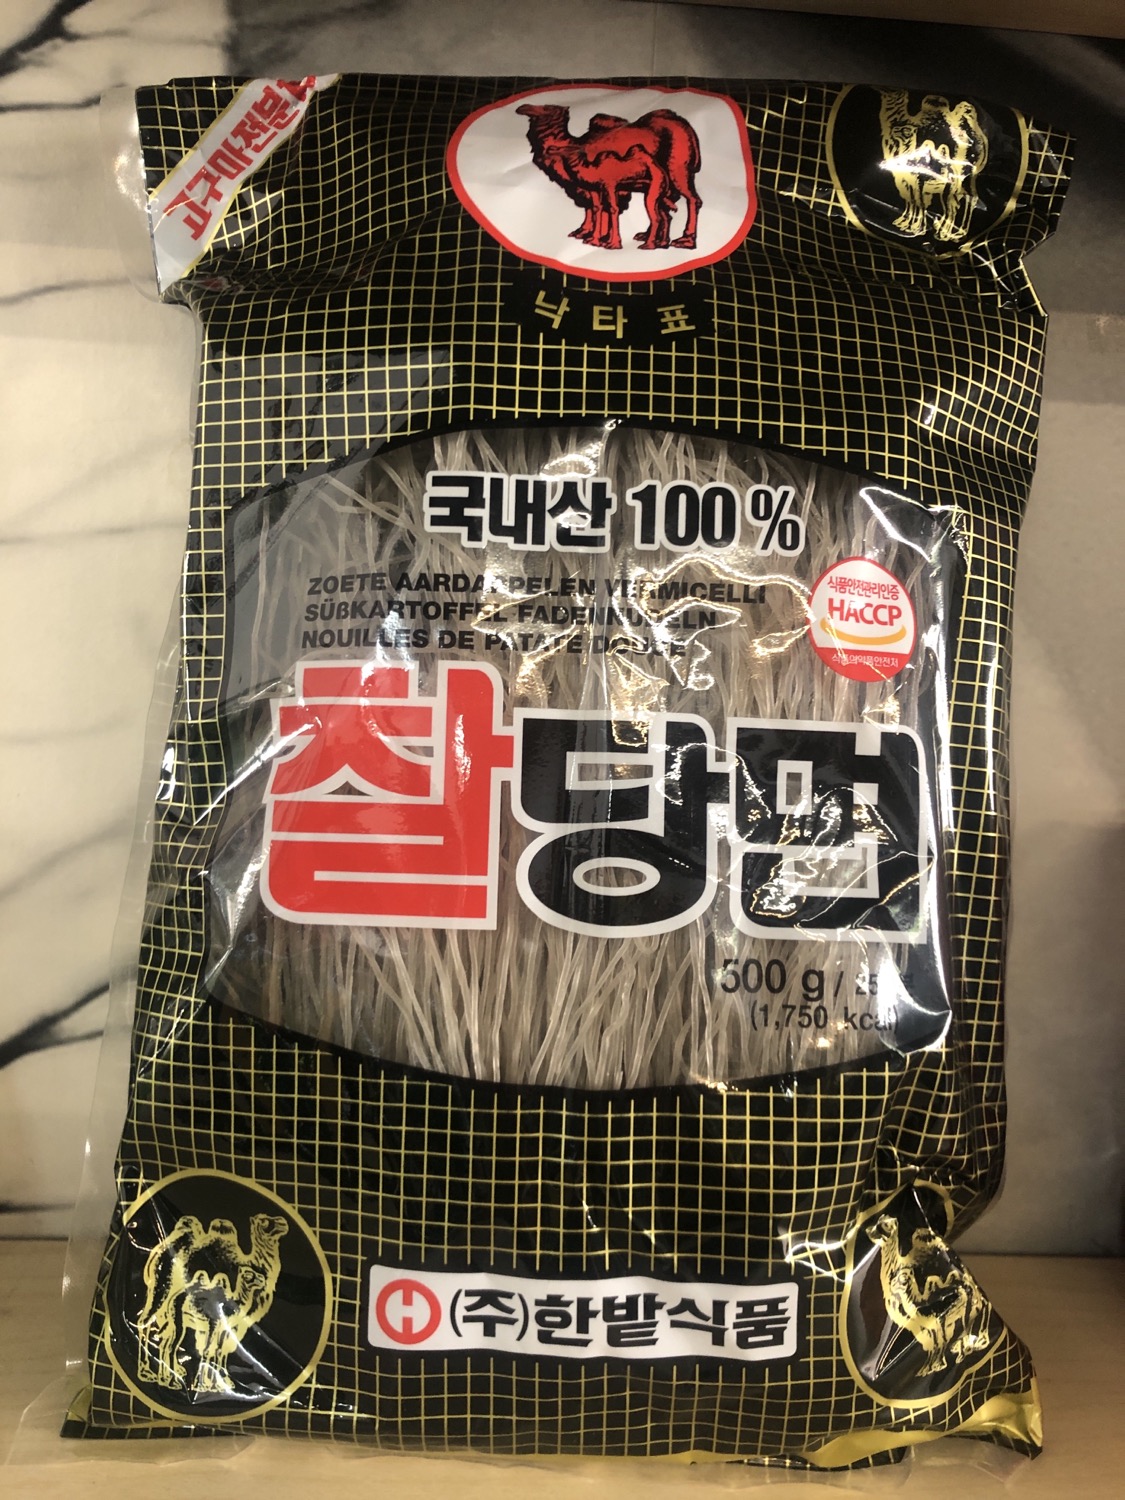 고구마전분
낙타표
국내산 100 %
ZOETE AARDAPPELEN VERMICELLI
SÜßKARTOFFEL FADENNUDELN
NOUILLES DE PATATE DOUCE
식품안전관리인증
HACCP
찰당면
500 g /
(1,750 kcal)
(주)한밭식품